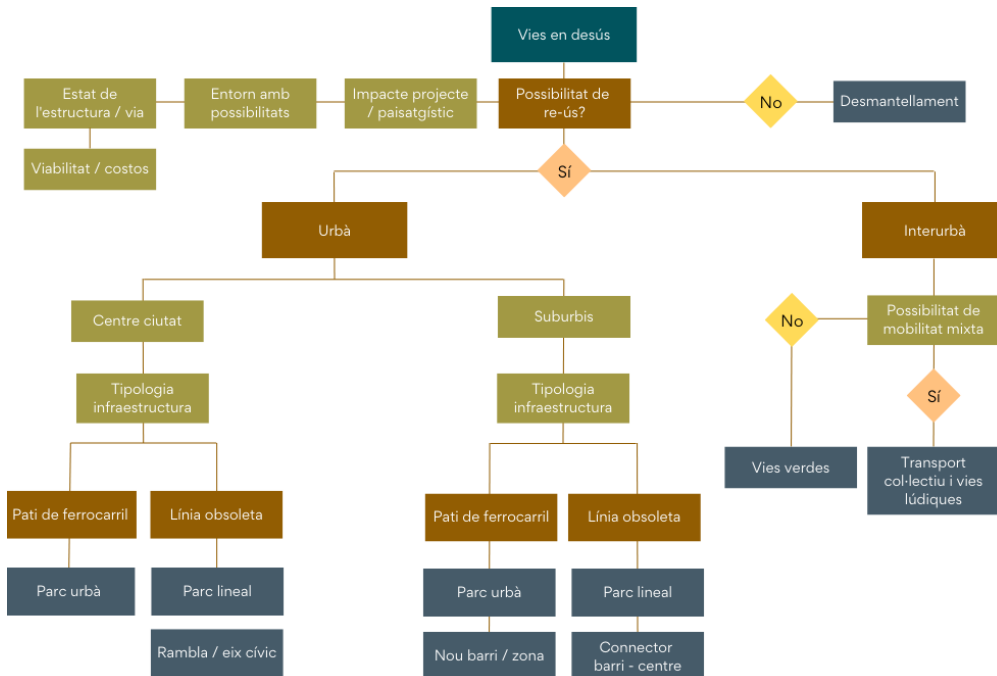 Vies en desús
Estat de
l'estructura / via
Entorn amb
possibilitats
Impacte projecte
/ paisatgístic
Possibilitat de
re-ús?
No
Desmantellament
Viabilitat / costos
Sí
Urbà
Interurbà
Centre ciutat
Suburbis
No
Possibilitat de
mobilitat mixta
Tipologia
infraestructura
Tipologia
infraestructura
Sí
Vies verdes
Transport
col·lectiu i vies
lúdiques
Pati de ferrocarril
Línia obsoleta
Pati de ferrocarril
Línia obsoleta
Parc urbà
Parc lineal
Parc urbà
Parc lineal
Rambla / eix cívic
Nou barri / zona
Connector
barri - centre